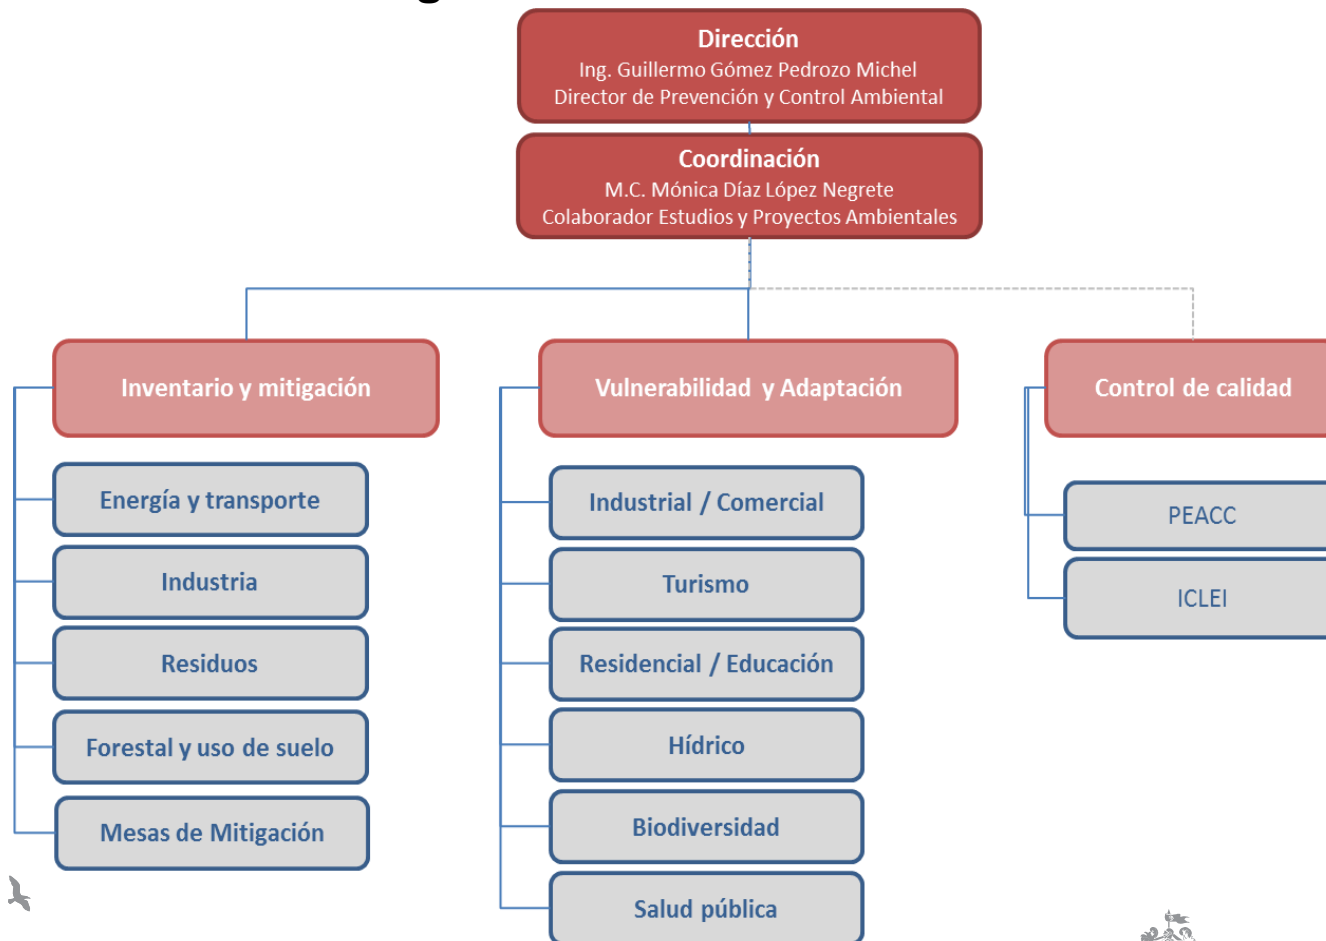 Dirección
Ing. Guillermo Gómez Pedrozo Michel
Director de Prevención y Control Ambiental
Coordinación
M.C. Mónica Díaz López Negrete
Colaborador Estudios y Proyectos Ambientales
Inventario y mitigación
Energía y transporte
Industria
Residuos
Forestal y uso de suelo
Mesas de Mitigación
Vulnerabilidad y Adaptación
Industrial / Comercial
Turismo
Residencial / Educación
Hídrico
Biodiversidad
Salud pública
Control de calidad
PEACC
ICLEI